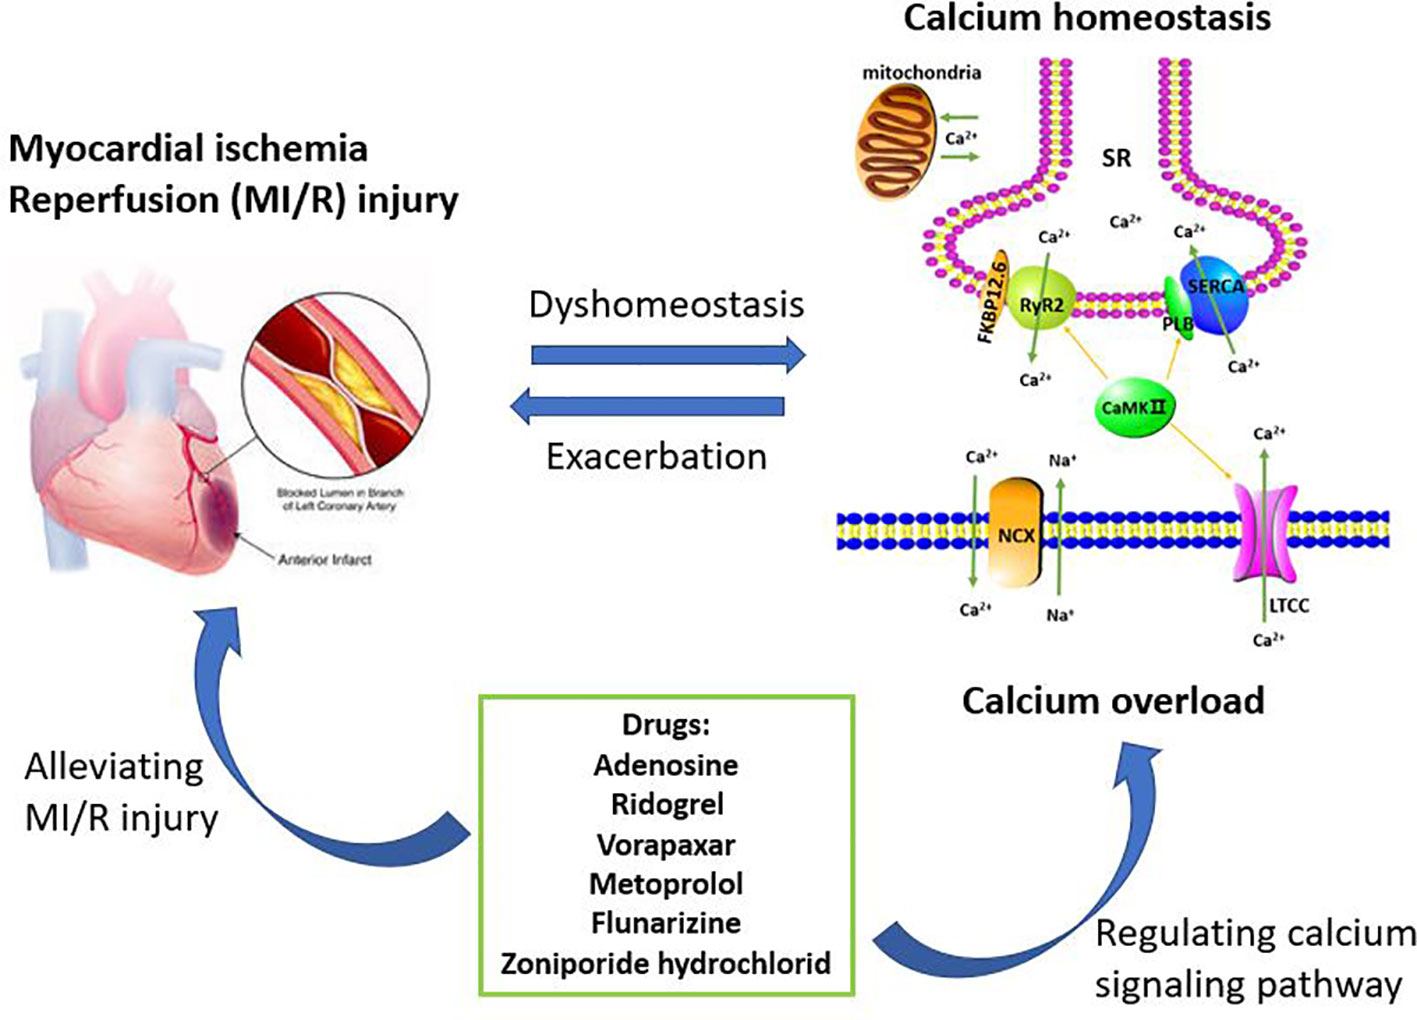 Calcium homeostasis
mitochondria
Ca²⁺
SR
Ca²⁺
Ca²⁺
Ca²⁺
FKBP12.6
RyR2
PLB
SERCA
Ca²⁺
Ca²⁺
CaMKⅡ
Myocardial ischemia
Reperfusion (MI/R) injury
Blocked Lumen in Branch
of Left Coronary Artery
Anterior Infarct
Dyshomeostasis
Exacerbation
Ca²⁺
Na⁺
Ca²⁺
NCX
Ca²⁺
Na⁺
LTCC
Ca²⁺
Calcium overload
Alleviating
MI/R injury
Drugs:
Adenosine
Ridogrel
Vorapaxar
Metoprolol
Flunarizine
Zoniporide hydrochlorid
Regulating calcium
signaling pathway